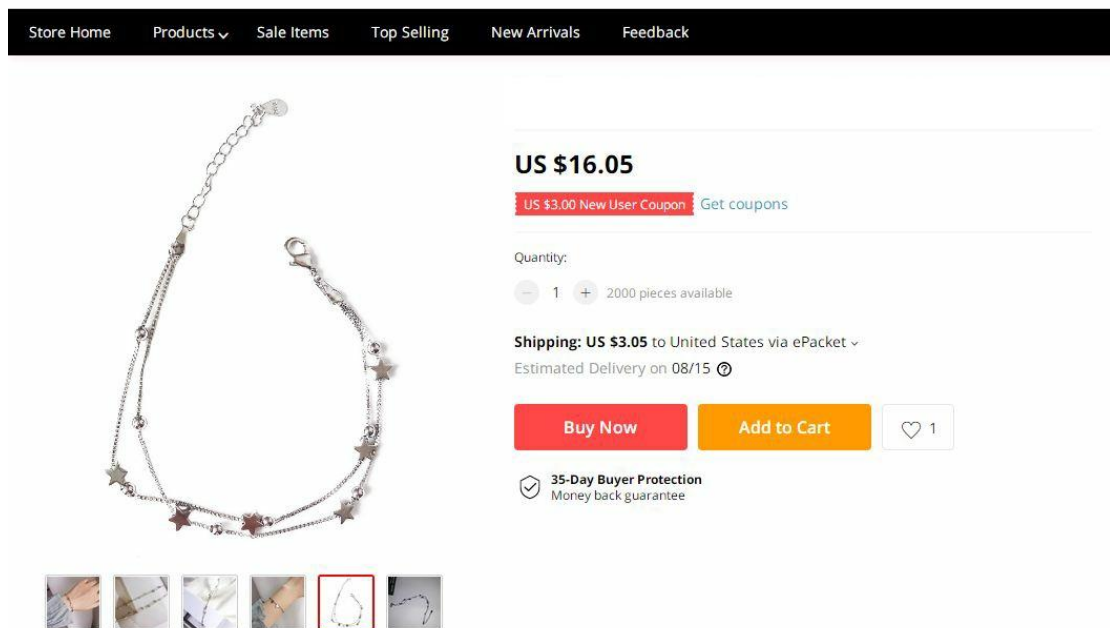 Store Home Products Sale Items Top Selling New Arrivals Feedback
US $16.05
US $3.00 New User Coupon Get coupons
Quantity:
− 1 + 2000 pieces available
Shipping: US $3.05 to United States via ePacket
Estimated Delivery on 08/15 ?
Buy Now Add to Cart 1
35-Day Buyer Protection
Money back guarantee